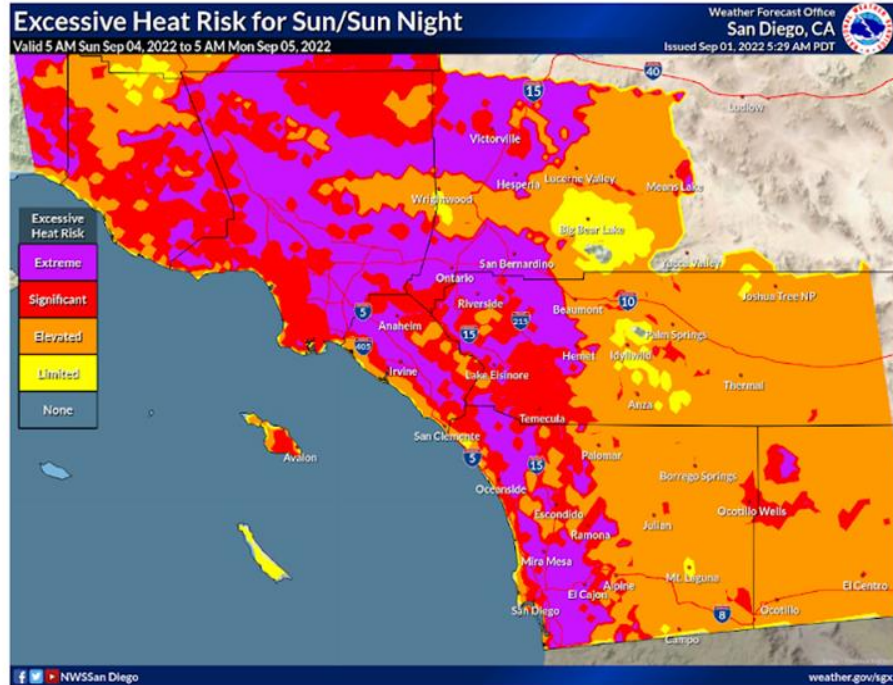 Excessive Heat Risk for Sun/Sun Night
Valid 5 AM Sun Sep 04, 2022 to 5 AM Mon Sep 05, 2022
Weather Forecast Office
San Diego, CA
Issued Sep 01, 2022 5:29 AM PDT
40
15
Ludlow
Victorville
Lucerne Valley
Hesperia
Means Lake
Wrightwood
Excessive
Heat Risk
Extreme
Significant
Elevated
Limited
None
Big Bear Lake
San Bernardino
Yucca Valley
Ontario
Riverside
Joshua Tree NP
5
Anaheim
15
215
Beaumont
10
Palm Springs
405
Irvine
Hemet
Idyllwild
Lake Elsinore
Thermal
Anza
San Clemente
Temecula
Avalon
5
15
Palomar
Borrego Springs
Oceanside
Escondido
Ocotillo Wells
Ramona
Julian
Mira Mesa
Mt. Laguna
Alpine
El Cajon
El Centro
San Diego
8
Ocotillo
Campo
NWSSan Diego
weather.gov/sgx